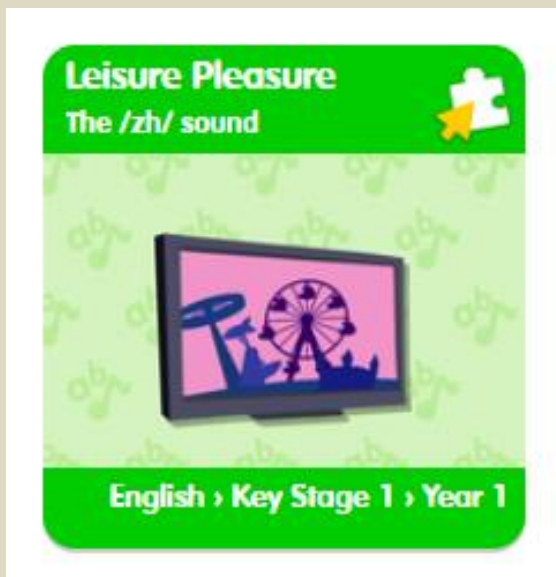 Leisure Pleasure
The /zh/ sound
English › Key Stage 1 › Year 1